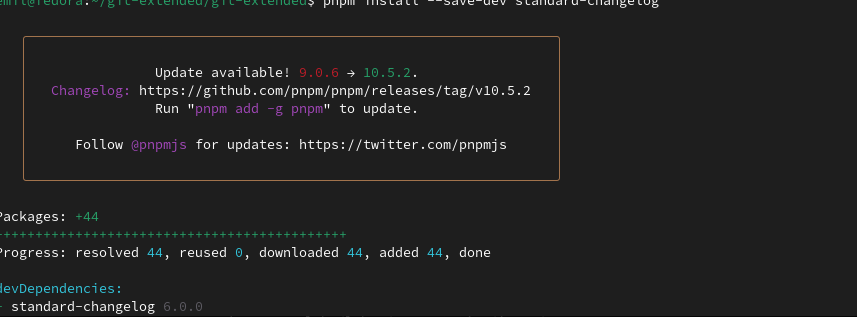 emil@fedora:~/git-extended/git-extended$ pnpm install --save-dev standard-changelog
Update available! 9.0.6 → 10.5.2.
Changelog: https://github.com/pnpm/pnpm/releases/tag/v10.5.2
Run "pnpm add -g pnpm" to update.
Follow @pnpmjs for updates: https://twitter.com/pnpmjs
Packages: +44
++++++++++++++++++++++++++++++++++++++++++++
Progress: resolved 44, reused 0, downloaded 44, added 44, done
devDependencies:
+ standard-changelog 6.0.0